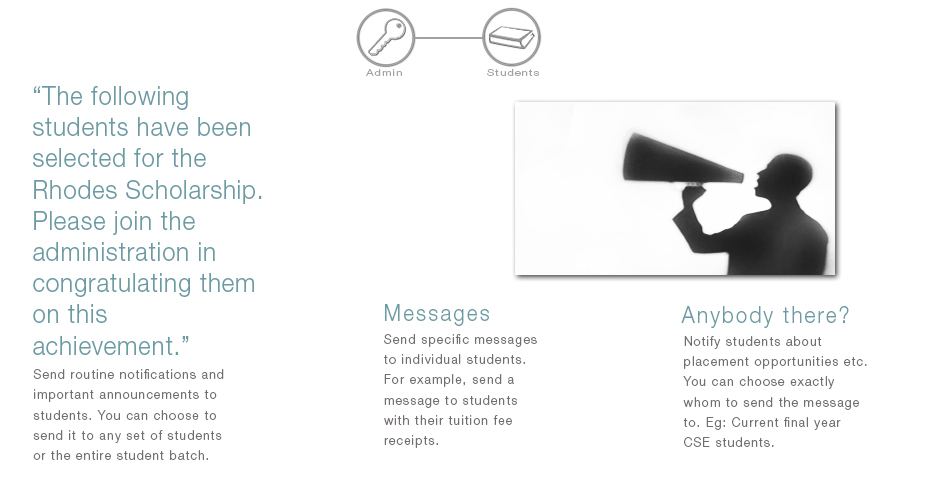 Admin
Students
“The following
students have been
selected for the
Rhodes Scholarship.
Please join the
administration in
congratulating them
on this
achievement.”
Send routine notifications and
important announcements to
students. You can choose to
send it to any set of students
or the entire student batch.
Messages
Send specific messages
to individual students.
For example, send a
message to students
with their tuition fee
receipts.
Anybody there?
Notify students about
placement opportunities etc.
You can choose exactly
whom to send the message
to. Eg: Current final year
CSE students.